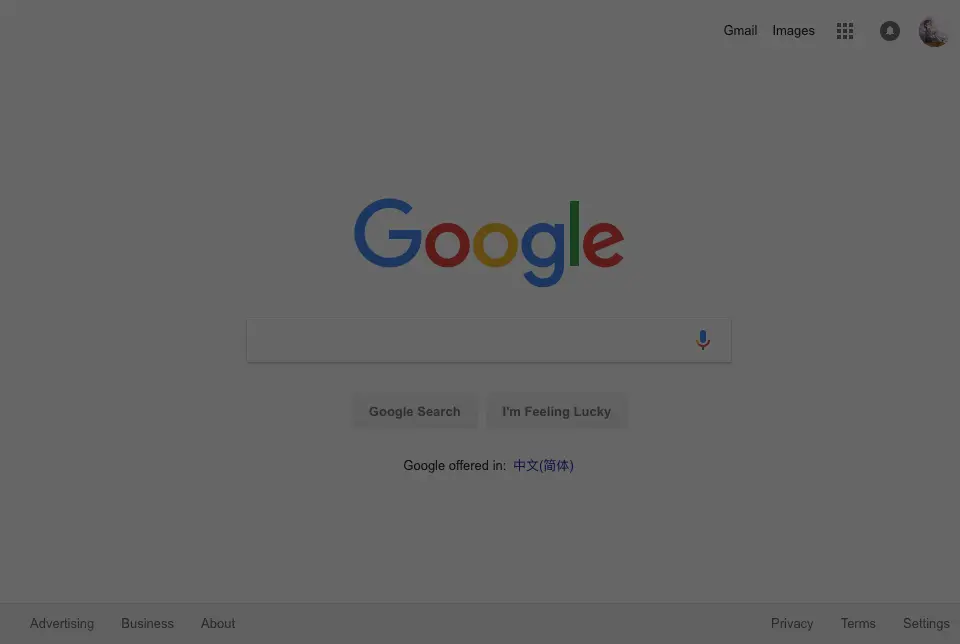 Gmail Images
Google
Google Search I'm Feeling Lucky
Google offered in: 中文(简体)
Advertising Business About Privacy Terms Settings